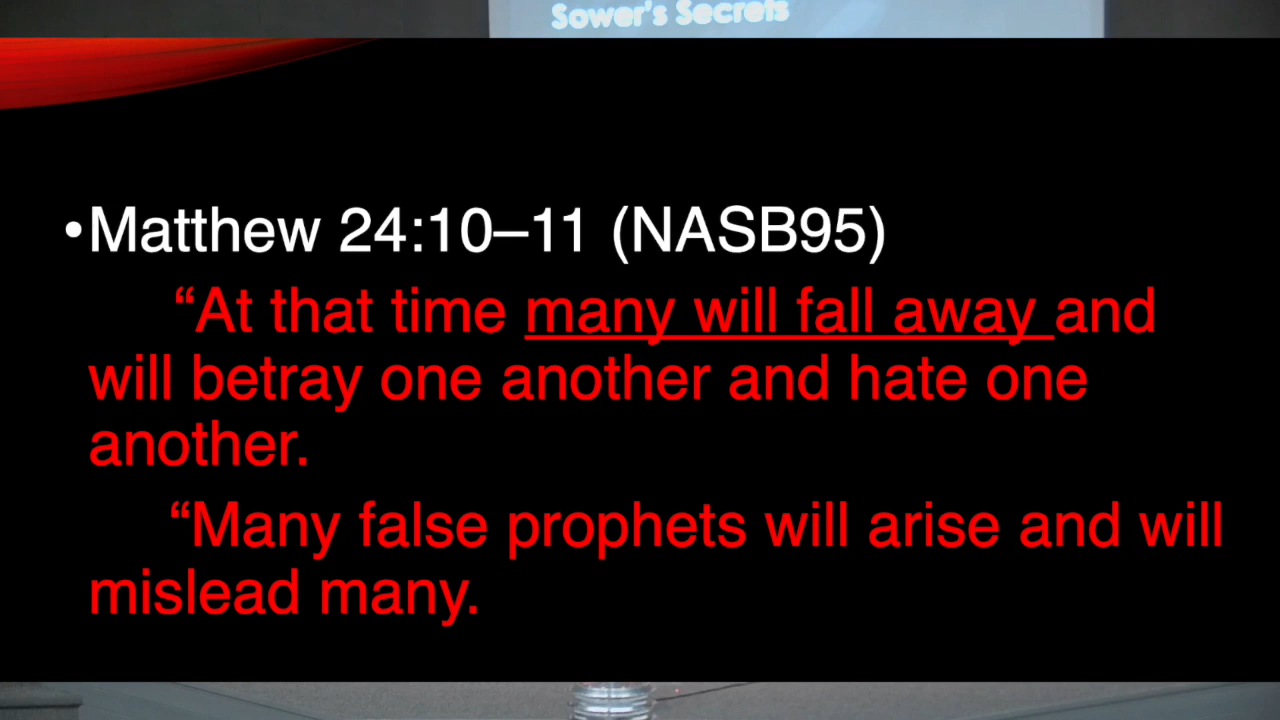 Sower's Secrets
•Matthew 24:10–11 (NASB95)
“At that time many will fall away and
will betray one another and hate one
another.
“Many false prophets will arise and will
mislead many.